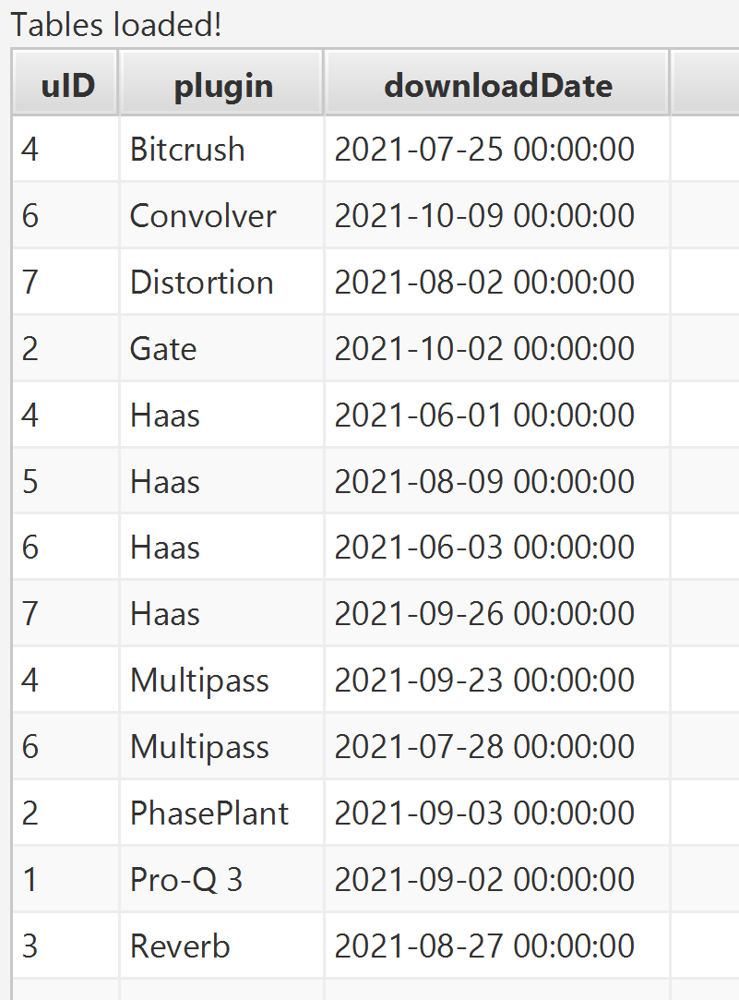 Tables loaded!
uID plugin downloadDate
4 Bitcrush 2021-07-25 00:00:00
6 Convolver 2021-10-09 00:00:00
7 Distortion 2021-08-02 00:00:00
2 Gate 2021-10-02 00:00:00
4 Haas 2021-06-01 00:00:00
5 Haas 2021-08-09 00:00:00
6 Haas 2021-06-03 00:00:00
7 Haas 2021-09-26 00:00:00
4 Multipass 2021-09-23 00:00:00
6 Multipass 2021-07-28 00:00:00
2 PhasePlant 2021-09-03 00:00:00
1 Pro-Q 3 2021-09-02 00:00:00
3 Reverb 2021-08-27 00:00:00